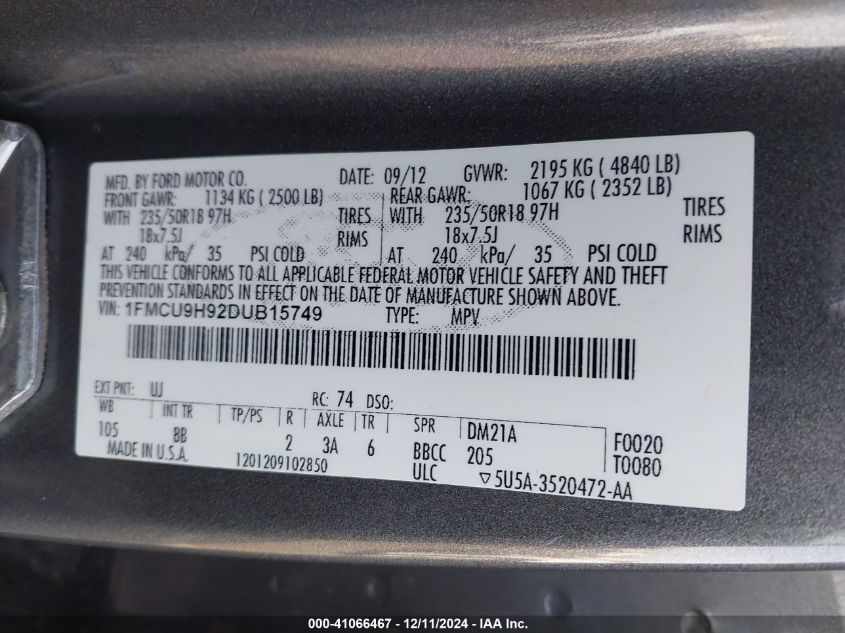 MFD. BY FORD MOTOR CO. DATE: 09/12 GVWR: 2195 KG ( 4840 LB)
FRONT GAWR: 1134 KG ( 2500 LB) REAR GAWR: 1067 KG ( 2352 LB)
WITH 235/50R18 97H TIRES WITH 235/50R18 97H TIRES
18x7.5J RIMS 18x7.5J RIMS
AT 240 kPa/ 35 PSI COLD AT 240 kPa/ 35 PSI COLD
THIS VEHICLE CONFORMS TO ALL APPLICABLE FEDERAL MOTOR VEHICLE SAFETY AND THEFT
PREVENTION STANDARDS IN EFFECT ON THE DATE OF MANUFACTURE SHOWN ABOVE.
VIN: 1FMCU9H92DUB15749 TYPE: MPV
EXT PNT: UJ RC: 74 DSO:
WB INT TR TP/PS R AXLE TR SPR DM21A F0020
105 8B 2 3A 6 BBCC 205 T0080
MADE IN U.S.A. 1201209102850 ULC ▽5U5A-3520472-AA
000-41066467 - 12/11/2024 - IAA Inc.